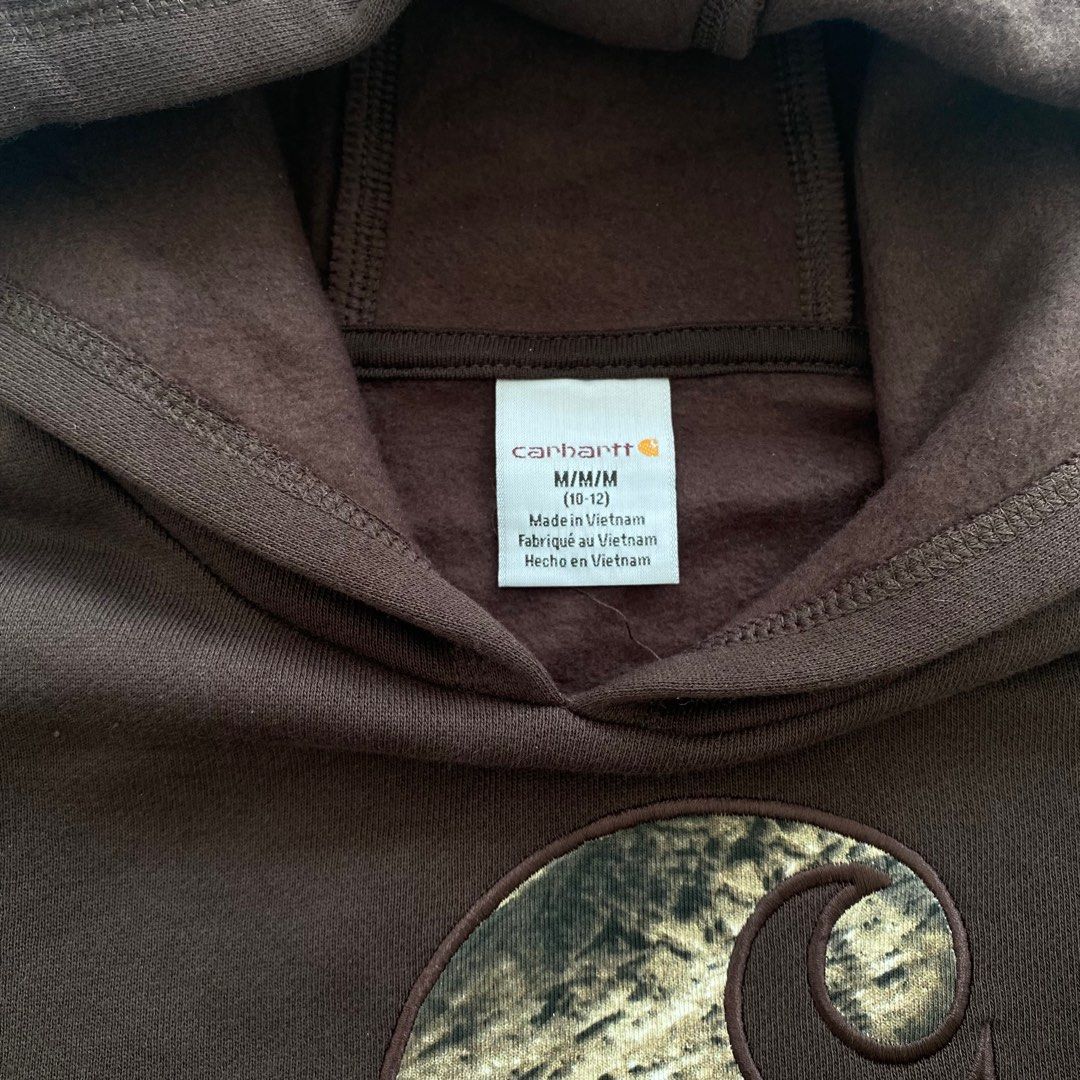 carhartt
M/M/M
(10-12)
Made in Vietnam
Fabriqué au Vietnam
Hecho en Vietnam